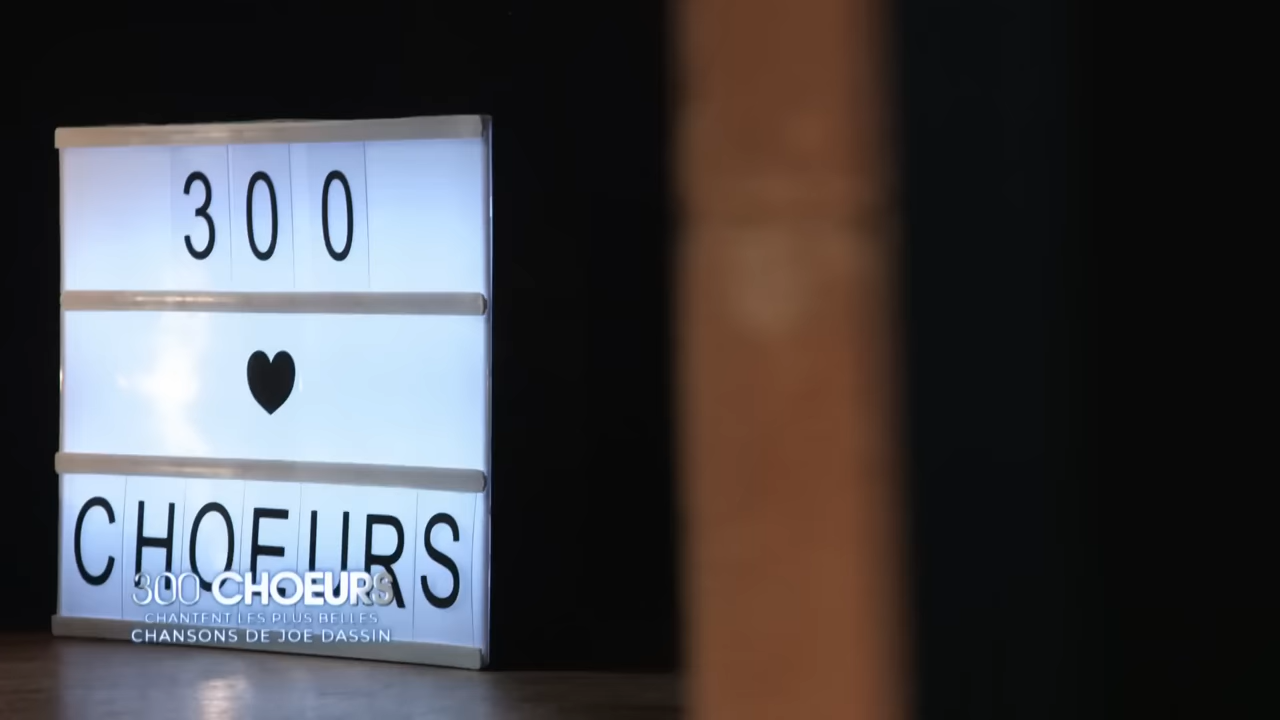 300
♥
CHOEURS
300 CHOEURS
CHANTENT LES PLUS BELLES
CHANSONS DE JOE DASSIN